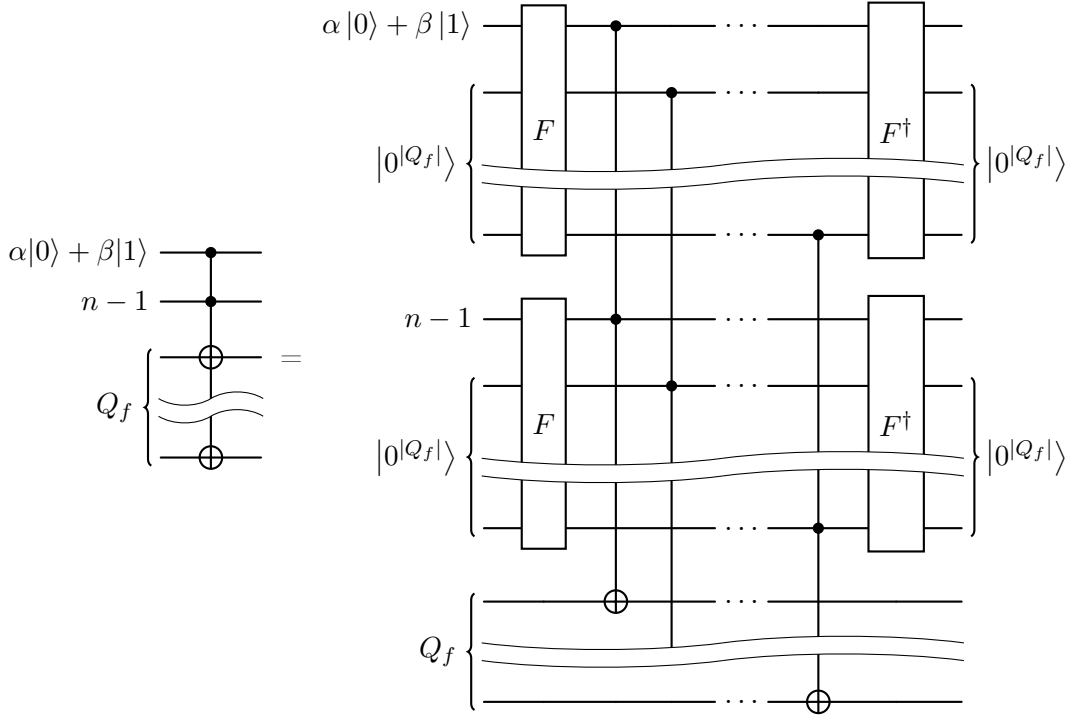 α|0⟩ + β|1⟩
F
· · ·
· · ·
F†
|0^{|Q_f|}⟩
|0^{|Q_f|}⟩
· · ·
α|0⟩ + β|1⟩
n − 1
=
Q_f
n − 1
F
· · ·
· · ·
F†
|0^{|Q_f|}⟩
|0^{|Q_f|}⟩
· · ·
Q_f
· · ·
· · ·